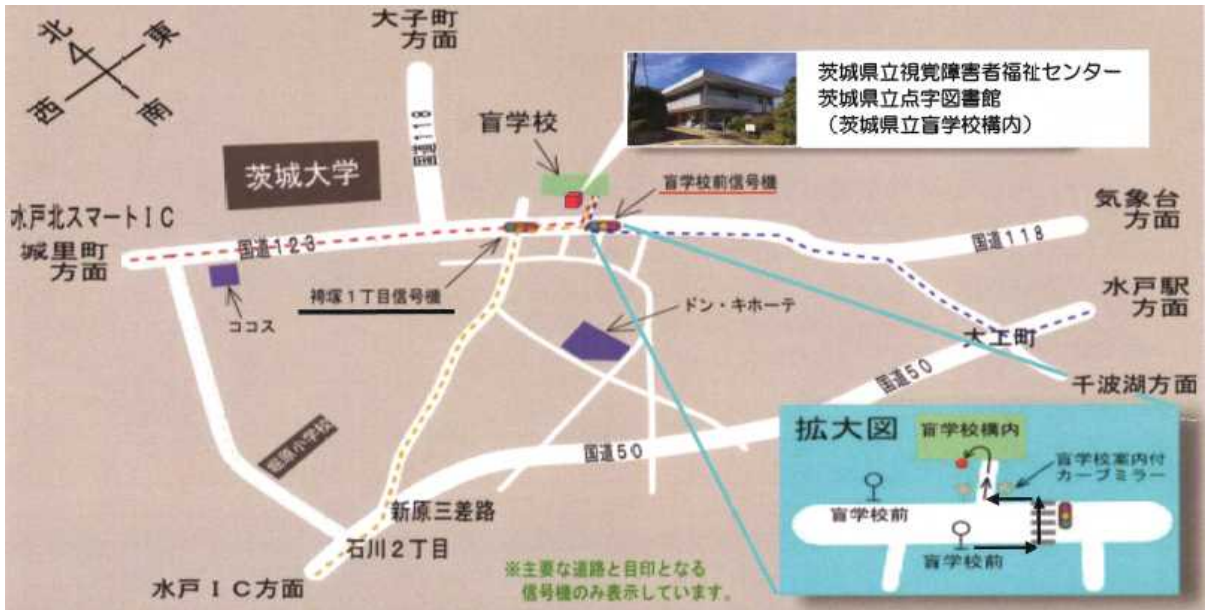 北
東
西
南
大子町
方面
国道118
盲学校
茨城県立視覚障害者福祉センター
茨城県立点字図書館
（茨城県立盲学校構内）
茨城大学
盲学校前信号機
水戸北スマートＩＣ
城里町
方面
国道１２３
気象台
方面
国道１１８
水戸駅
方面
袴塚１丁目信号機
ドン・キホーテ
ココス
大工町
国道50
千波湖方面
国道50
新原三差路
石川２丁目
水戸ＩＣ方面
※主要な道路と目印となる
信号機のみ表示しています。
拡大図
盲学校構内
盲学校案内付
カーブミラー
盲学校前
盲学校前